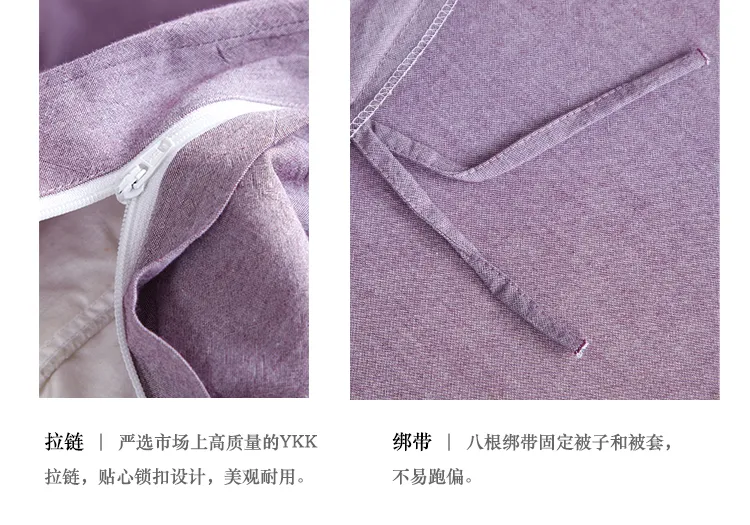 拉链 | 严选市场上高质量的YKK
拉链，贴心锁扣设计，美观耐用。
绑带 | 八根绑带固定被子和被套，
不易跑偏。